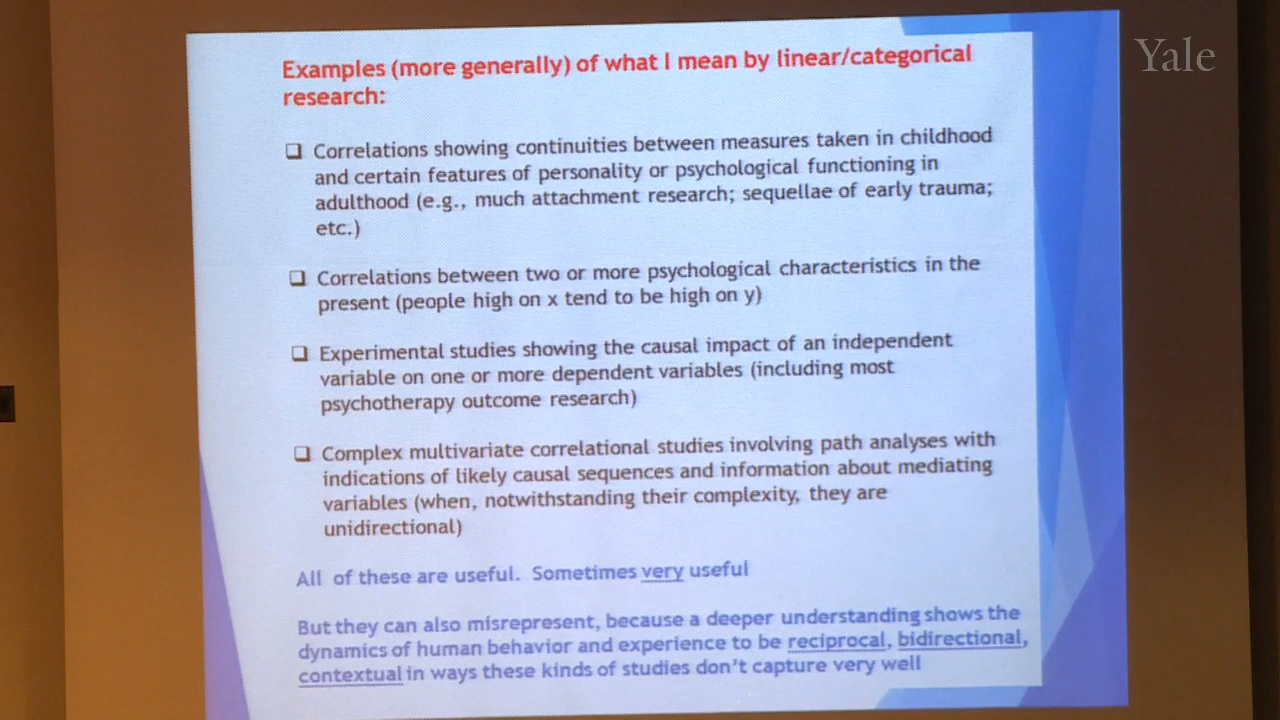 Yale
Examples (more generally) of what I mean by linear/categorical
research:
❑ Correlations showing continuities between measures taken in childhood
and certain features of personality or psychological functioning in
adulthood (e.g., much attachment research; sequellae of early trauma;
etc.)
❑ Correlations between two or more psychological characteristics in the
present (people high on x tend to be high on y)
❑ Experimental studies showing the causal impact of an independent
variable on one or more dependent variables (including most
psychotherapy outcome research)
❑ Complex multivariate correlational studies involving path analyses with
indications of likely causal sequences and information about mediating
variables (when, notwithstanding their complexity, they are
unidirectional)
All of these are useful. Sometimes very useful
But they can also misrepresent, because a deeper understanding shows the
dynamics of human behavior and experience to be reciprocal, bidirectional,
contextual in ways these kinds of studies don't capture very well